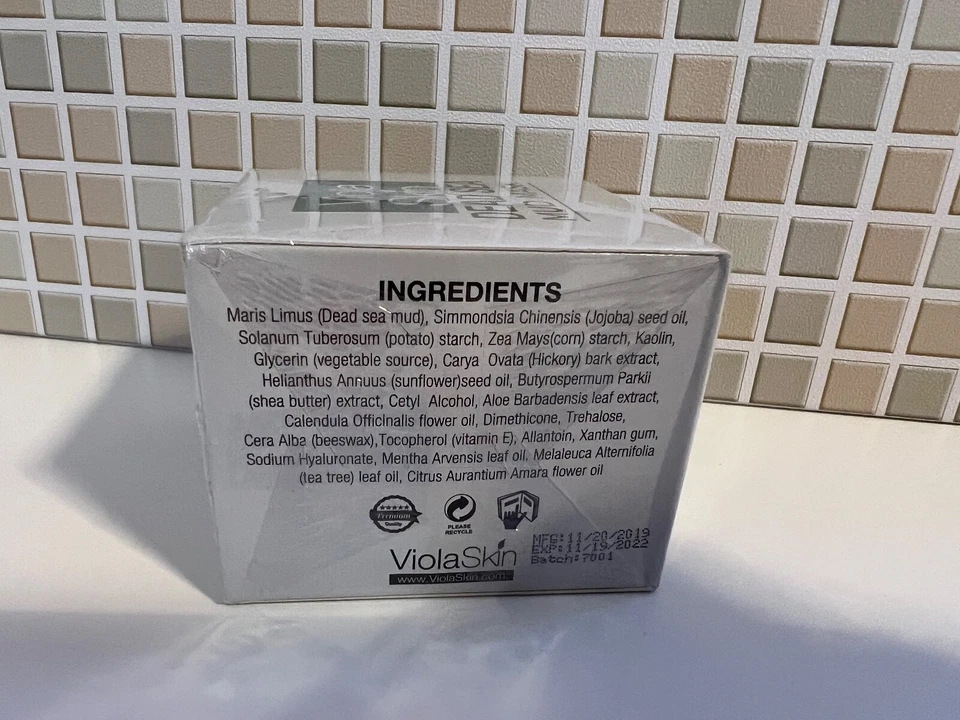 INGREDIENTS
Maris Limus (Dead sea mud), Simmondsia Chinensis (Jojoba) seed oil,
Solanum Tuberosum (potato) starch, Zea Mays(corn) starch, Kaolin,
Glycerin (vegetable source), Carya Ovata (Hickory) bark extract,
Helianthus Annuus (sunflower)seed oil, Butyrospermum Parkii
(shea butter) extract, Cetyl Alcohol, Aloe Barbadensis leaf extract,
Calendula Officinalis flower oil, Dimethicone, Trehalose,
Cera Alba (beeswax),Tocopherol (vitamin E), Allantoin, Xanthan gum,
Sodium Hyaluronate, Mentha Arvensis leaf oil, Melaleuca Alternifolia
(tea tree) leaf oil, Citrus Aurantium Amara flower oil
Premium
Quality
PLEASE
RECYCLE
ViolaSkin
www.ViolaSkin.com
MFG:11/20/2019
EXP:11/19/2022
Batch:7001